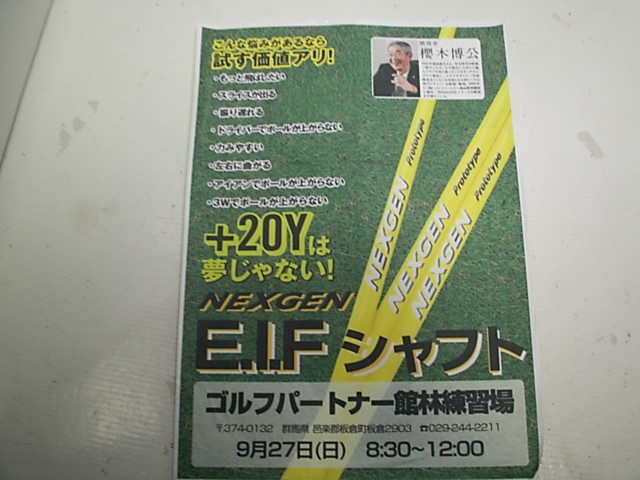 こんな悩みがあるなら
試す価値アリ!
・もっと飛ばしたい
・スライスが出る
・振り遅れる
・ドライバーでボールが上がらない
・力みやすい
・左右に曲がる
・アイアンでボールが上がらない
・3Wでボールが上がらない
+20Yは
夢じゃない!
開発者
櫻木博公
NEXGEN Prototype
NEXGEN Prototype
NEXGEN Prototype
NEXGEN
E.I.F シャフト
ゴルフパートナー館林練習場
〒374-0132 群馬県 邑楽郡板倉町板倉2903 ☎029-244-2211
9月27日(日) 8:30～12:00